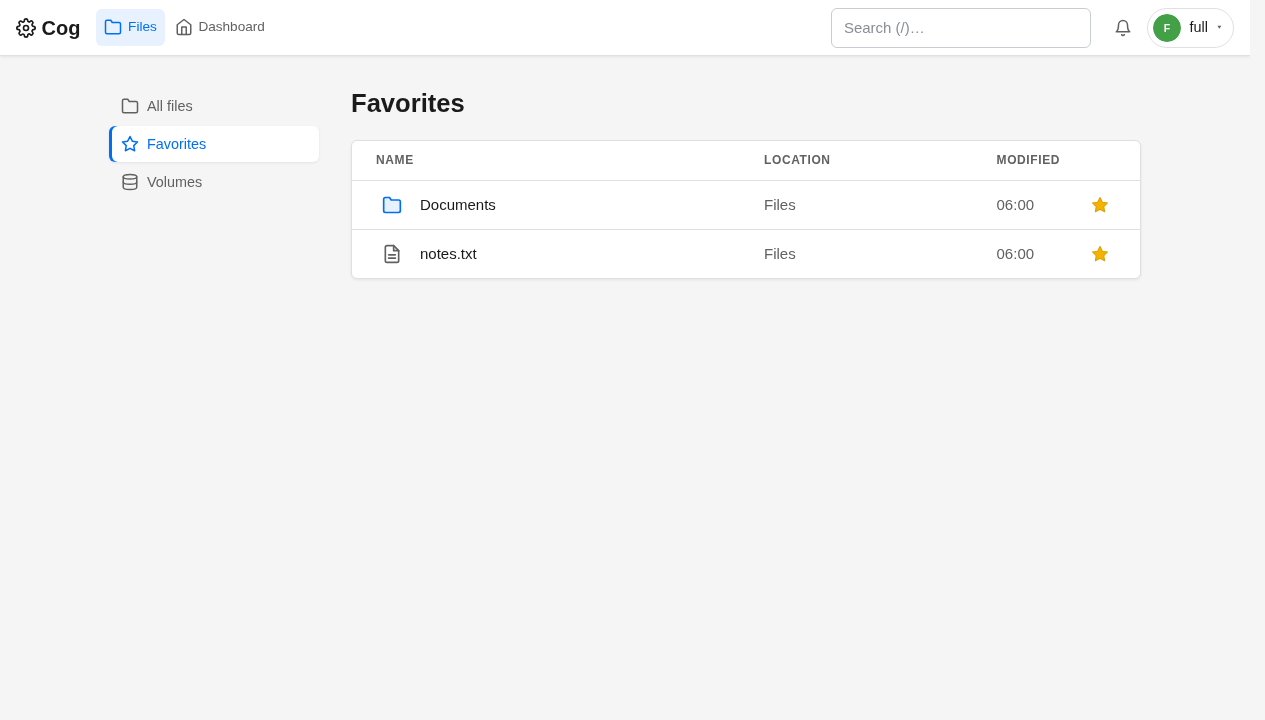 Cog Files Dashboard Search (/)… F full
All files
Favorites
Volumes
Favorites
NAME LOCATION MODIFIED
Documents Files 06:00
notes.txt Files 06:00